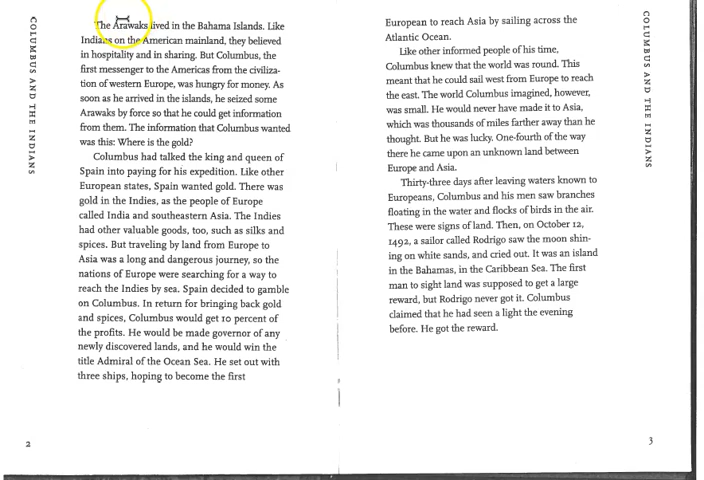 COLUMBUS AND THE INDIANS
The Arawaks lived in the Bahama Islands. Like
Indians on the American mainland, they believed
in hospitality and in sharing. But Columbus, the
first messenger to the Americas from the civiliza-
tion of western Europe, was hungry for money. As
soon as he arrived in the islands, he seized some
Arawaks by force so that he could get information
from them. The information that Columbus wanted
was this: Where is the gold?
Columbus had talked the king and queen of
Spain into paying for his expedition. Like other
European states, Spain wanted gold. There was
gold in the Indies, as the people of Europe
called India and southeastern Asia. The Indies
had other valuable goods, too, such as silks and
spices. But traveling by land from Europe to
Asia was a long and dangerous journey, so the
nations of Europe were searching for a way to
reach the Indies by sea. Spain decided to gamble
on Columbus. In return for bringing back gold
and spices, Columbus would get 10 percent of
the profits. He would be made governor of any
newly discovered lands, and he would win the
title Admiral of the Ocean Sea. He set out with
three ships, hoping to become the first
2
European to reach Asia by sailing across the
Atlantic Ocean.
Like other informed people of his time,
Columbus knew that the world was round. This
meant that he could sail west from Europe to reach
the east. The world Columbus imagined, however,
was small. He would never have made it to Asia,
which was thousands of miles farther away than he
thought. But he was lucky. One-fourth of the way
there he came upon an unknown land between
Europe and Asia.
Thirty-three days after leaving waters known to
Europeans, Columbus and his men saw branches
floating in the water and flocks of birds in the air.
These were signs of land. Then, on October 12,
1492, a sailor called Rodrigo saw the moon shin-
ing on white sands, and cried out. It was an island
in the Bahamas, in the Caribbean Sea. The first
man to sight land was supposed to get a large
reward, but Rodrigo never got it. Columbus
claimed that he had seen a light the evening
before. He got the reward.
COLUMBUS AND THE INDIANS
3